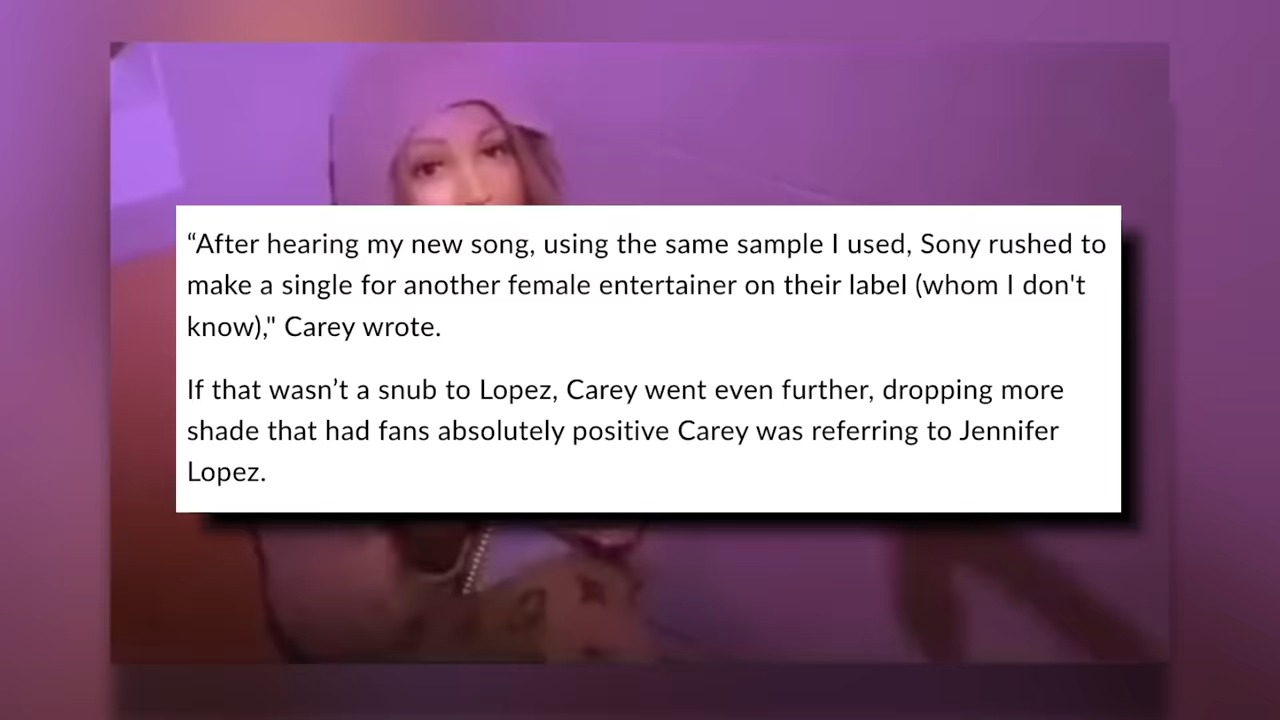 “After hearing my new song, using the same sample I used, Sony rushed to
make a single for another female entertainer on their label (whom I don't
know)," Carey wrote.
If that wasn’t a snub to Lopez, Carey went even further, dropping more
shade that had fans absolutely positive Carey was referring to Jennifer
Lopez.